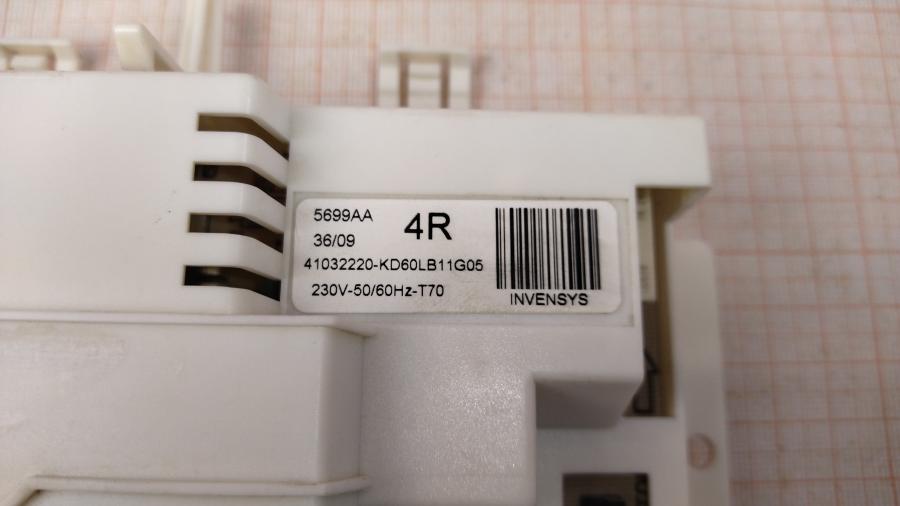 5699AA
4R
36/09
41032220-KD60LB11G05
230V-50/60Hz-T70
INVENSYS